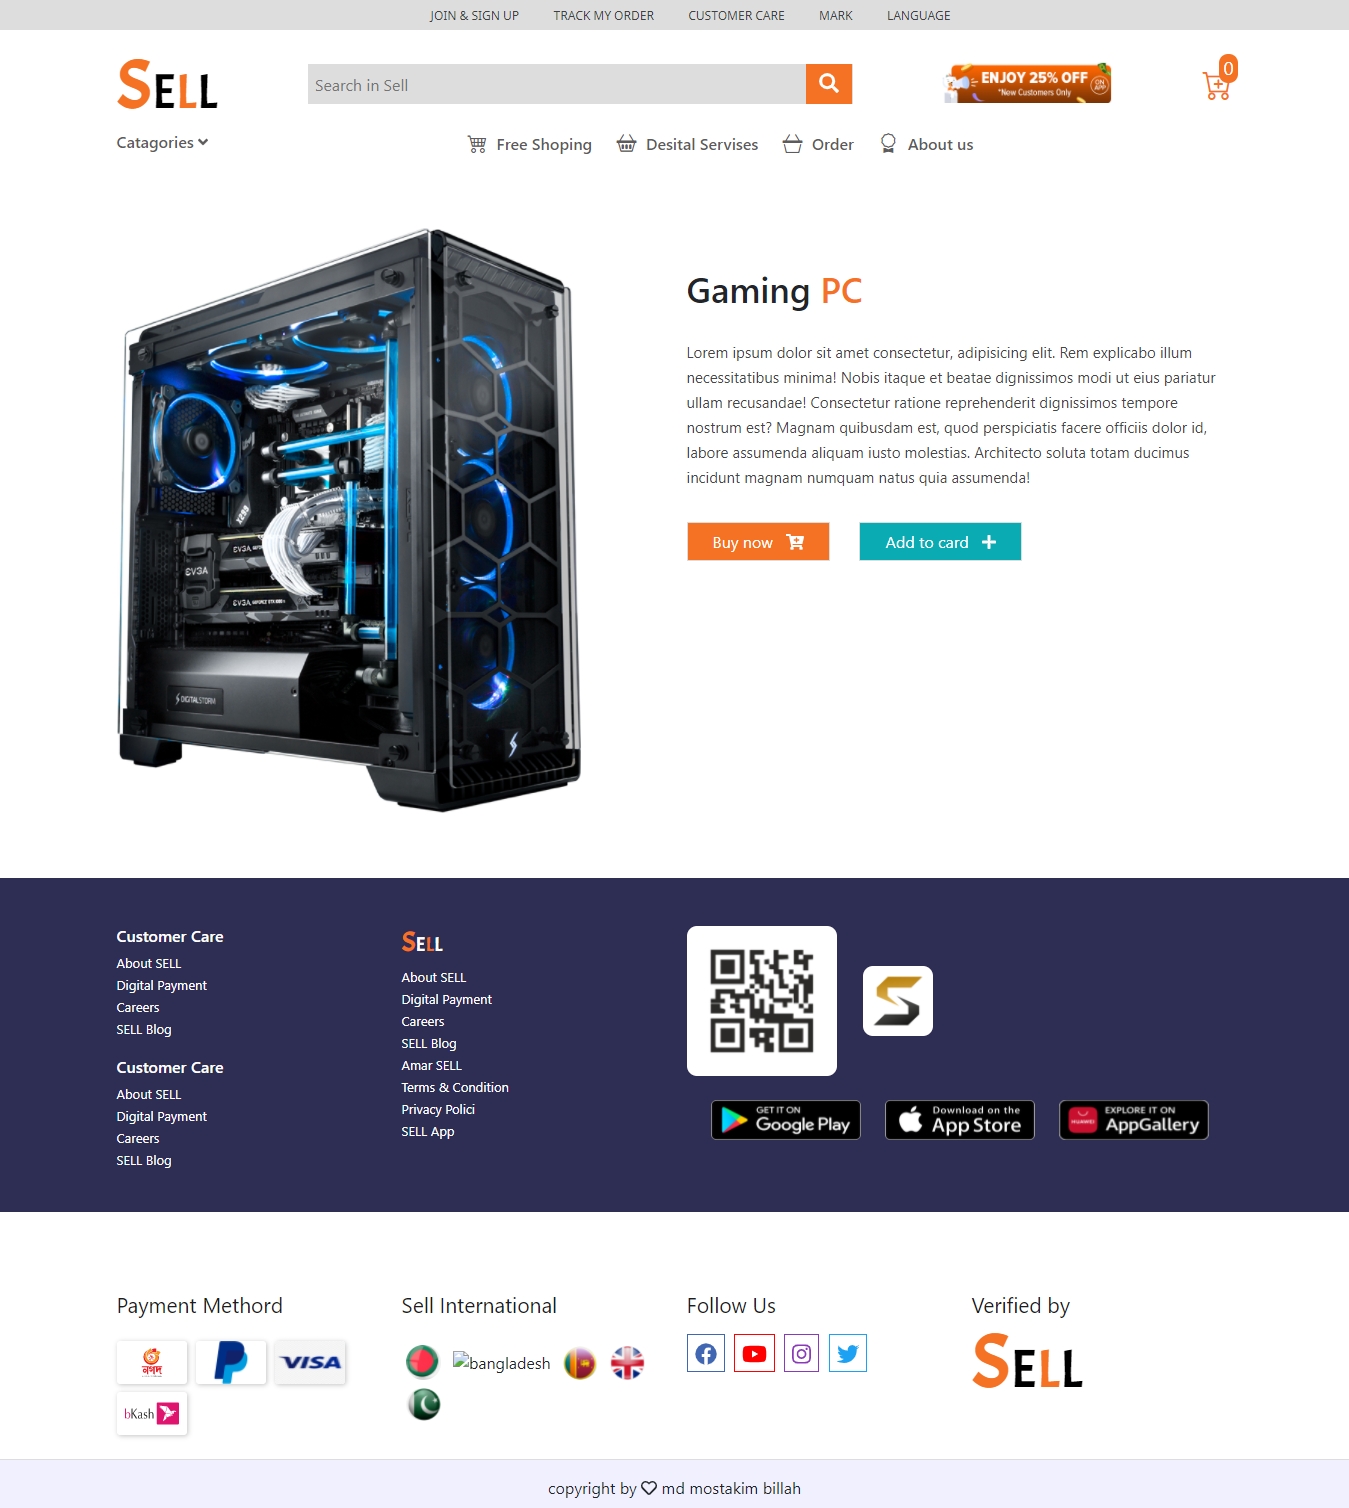 JOIN & SIGN UP TRACK MY ORDER CUSTOMER CARE MARK LANGUAGE
SELL
Search in Sell
ENJOY 25% OFF
*New Customers Only
ON APP
0
Catagories
Free Shoping Desital Servises Order About us
Gaming PC
Lorem ipsum dolor sit amet consectetur, adipisicing elit. Rem explicabo illum
necessitatibus minima! Nobis itaque et beatae dignissimos modi ut eius pariatur
ullam recusandae! Consectetur ratione reprehenderit dignissimos tempore
nostrum est? Magnam quibusdam est, quod perspiciatis facere officiis dolor id,
labore assumenda aliquam iusto molestias. Architecto soluta totam ducimus
incidunt magnam numquam natus quia assumenda!
Buy now Add to card
X299
EVGA
EVGA
EVGA
DIGITALSTORM
Customer Care
About SELL
Digital Payment
Careers
SELL Blog
Customer Care
About SELL
Digital Payment
Careers
SELL Blog
SELL
About SELL
Digital Payment
Careers
SELL Blog
Amar SELL
Terms & Condition
Privacy Polici
SELL App
GET IT ON
Google Play
Download on the
App Store
HUAWEI
EXPLORE IT ON
AppGallery
Payment Methord
নগদ
VISA
bKash
Sell International
bangladesh
Follow Us
Verified by
SELL
copyright by md mostakim billah